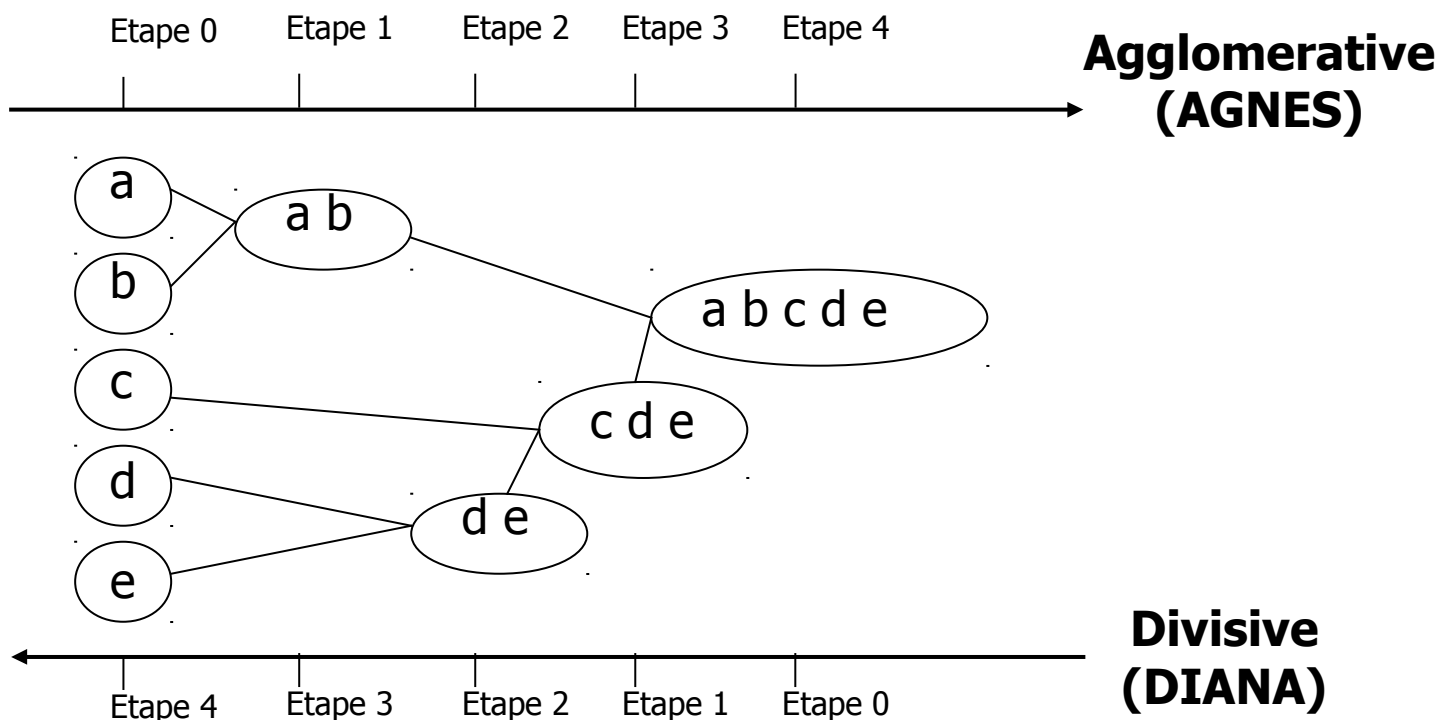 Etape 0
Etape 1
Etape 2
Etape 3
Etape 4
Agglomerative
(AGNES)
a
a b
b
a b c d e
c
c d e
d
d e
e
Divisive
(DIANA)
Etape 4
Etape 3
Etape 2
Etape 1
Etape 0